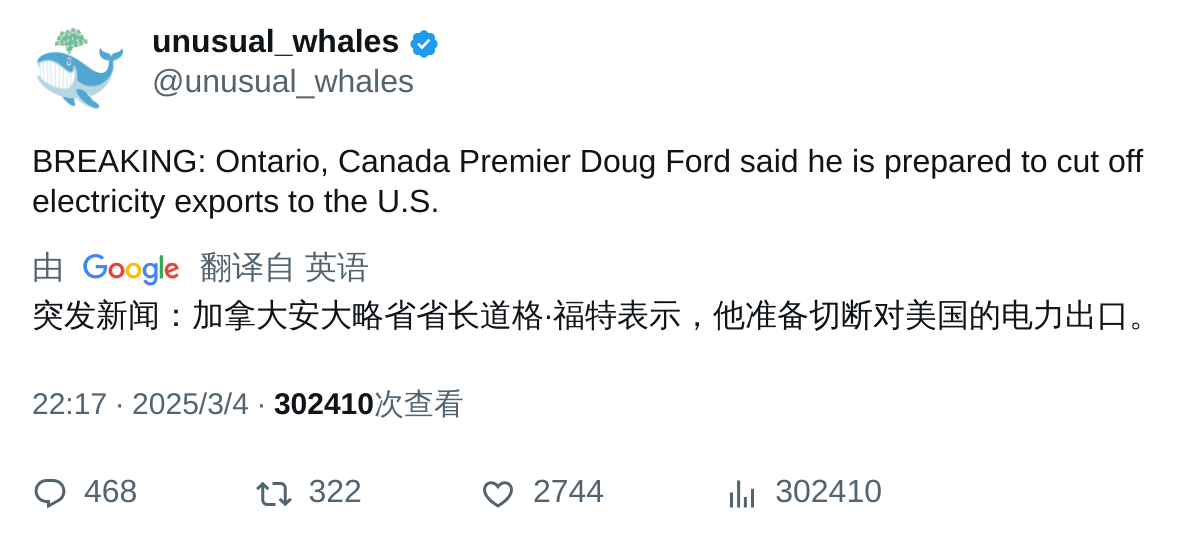 unusual_whales
@unusual_whales
BREAKING: Ontario, Canada Premier Doug Ford said he is prepared to cut off
electricity exports to the U.S.
由 Google 翻译自 英语
突发新闻：加拿大安大略省省长道格·福特表示，他准备切断对美国的电力出口。
22:17 · 2025/3/4 · 302410次查看
468 322 2744 302410